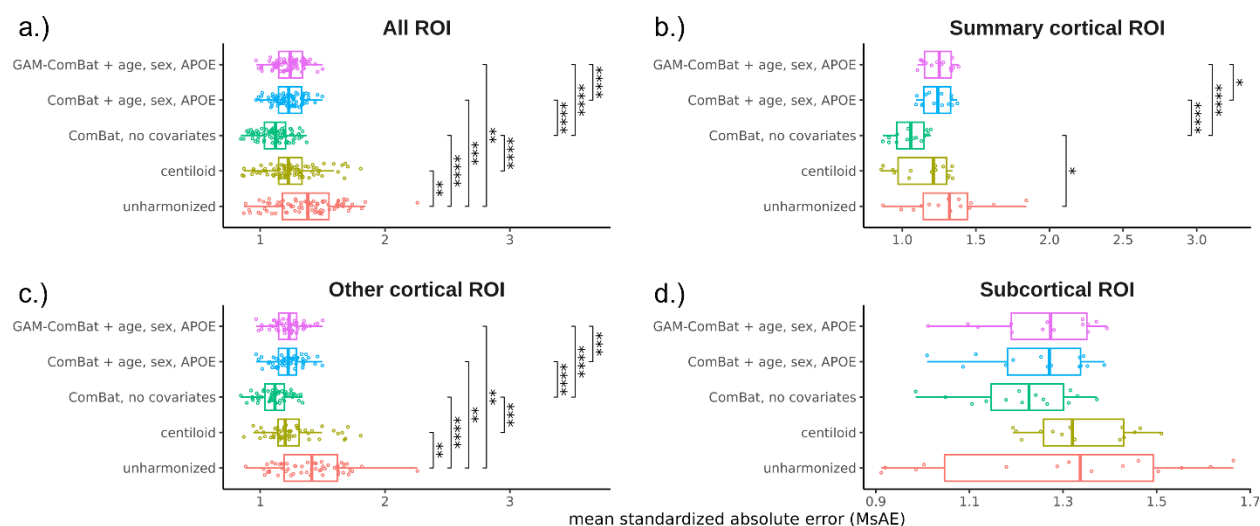 a.)
All ROI
GAM-ComBat + age, sex, APOE
ComBat + age, sex, APOE
ComBat, no covariates
centiloid
unharmonized
**
****
***
**
****
****
****
****
1
2
3
b.)
Summary cortical ROI
GAM-ComBat + age, sex, APOE
ComBat + age, sex, APOE
ComBat, no covariates
centiloid
unharmonized
*
****
****
*
1.0
1.5
2.0
2.5
3.0
c.)
Other cortical ROI
GAM-ComBat + age, sex, APOE
ComBat + age, sex, APOE
ComBat, no covariates
centiloid
unharmonized
**
****
**
**
***
****
****
***
1
2
3
d.)
Subcortical ROI
GAM-ComBat + age, sex, APOE
ComBat + age, sex, APOE
ComBat, no covariates
centiloid
unharmonized
0.9
1.1
1.3
1.5
1.7
mean standardized absolute error (MsAE)